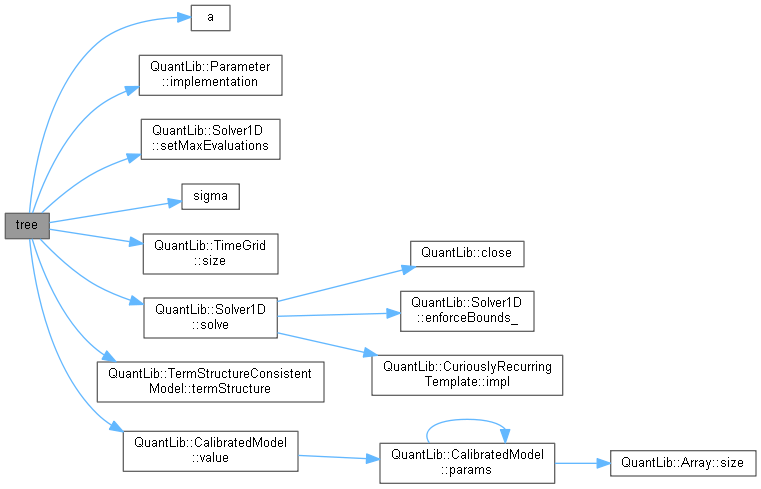 a
QuantLib::Parameter
::implementation
QuantLib::Solver1D
::setMaxEvaluations
sigma
tree
QuantLib::TimeGrid
::size
QuantLib::close
QuantLib::Solver1D
::solve
QuantLib::Solver1D
::enforceBounds_
QuantLib::CuriouslyRecurring
Template::impl
QuantLib::TermStructureConsistent
Model::termStructure
QuantLib::CalibratedModel
::value
QuantLib::CalibratedModel
::params
QuantLib::Array::size